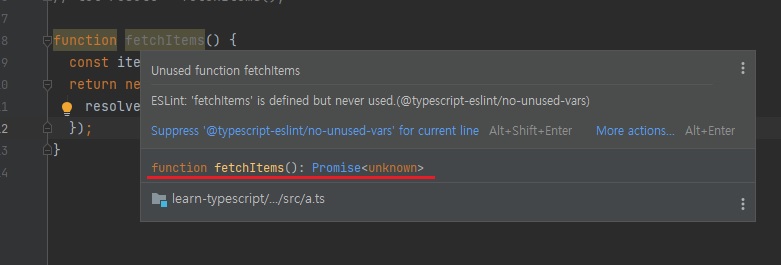 7
8 function fetchItems() {
9 const ite
0 return ne
1 resolve
2 });
3 }
4
Unused function fetchItems
ESLint: 'fetchItems' is defined but never used.(@typescript-eslint/no-unused-vars)
Suppress '@typescript-eslint/no-unused-vars' for current line Alt+Shift+Enter More actions... Alt+Enter
function fetchItems(): Promise<unknown>
learn-typescript/.../src/a.ts